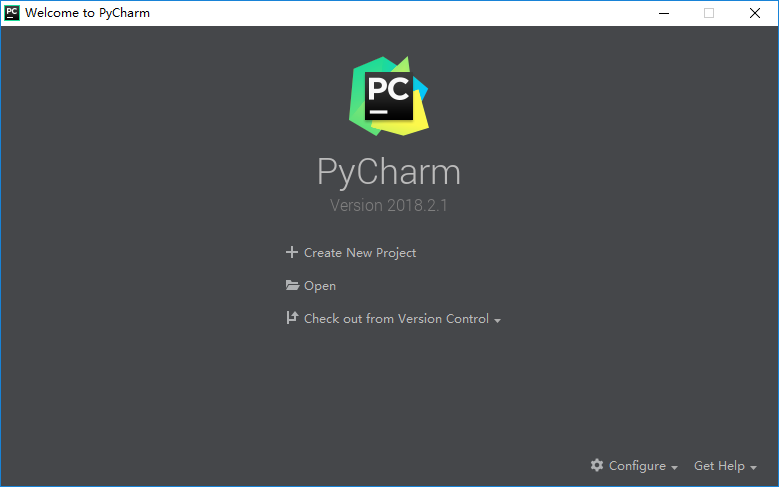 PC Welcome to PyCharm
PC
PyCharm
Version 2018.2.1
Create New Project
Open
Check out from Version Control
Configure
Get Help